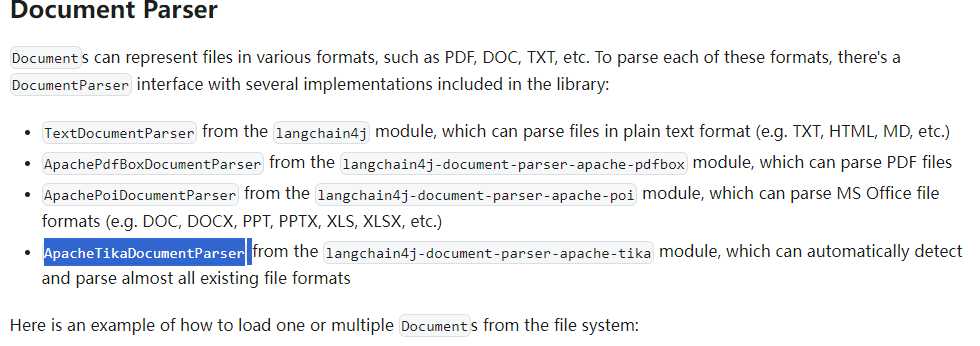 Document Parser
Documents can represent files in various formats, such as PDF, DOC, TXT, etc. To parse each of these formats, there's a
DocumentParser interface with several implementations included in the library:
• TextDocumentParser from the langchain4j module, which can parse files in plain text format (e.g. TXT, HTML, MD, etc.)
• ApachePdfBoxDocumentParser from the langchain4j-document-parser-apache-pdfbox module, which can parse PDF files
• ApachePoiDocumentParser from the langchain4j-document-parser-apache-poi module, which can parse MS Office file
formats (e.g. DOC, DOCX, PPT, PPTX, XLS, XLSX, etc.)
• ApacheTikaDocumentParser from the langchain4j-document-parser-apache-tika module, which can automatically detect
and parse almost all existing file formats
Here is an example of how to load one or multiple Documents from the file system: